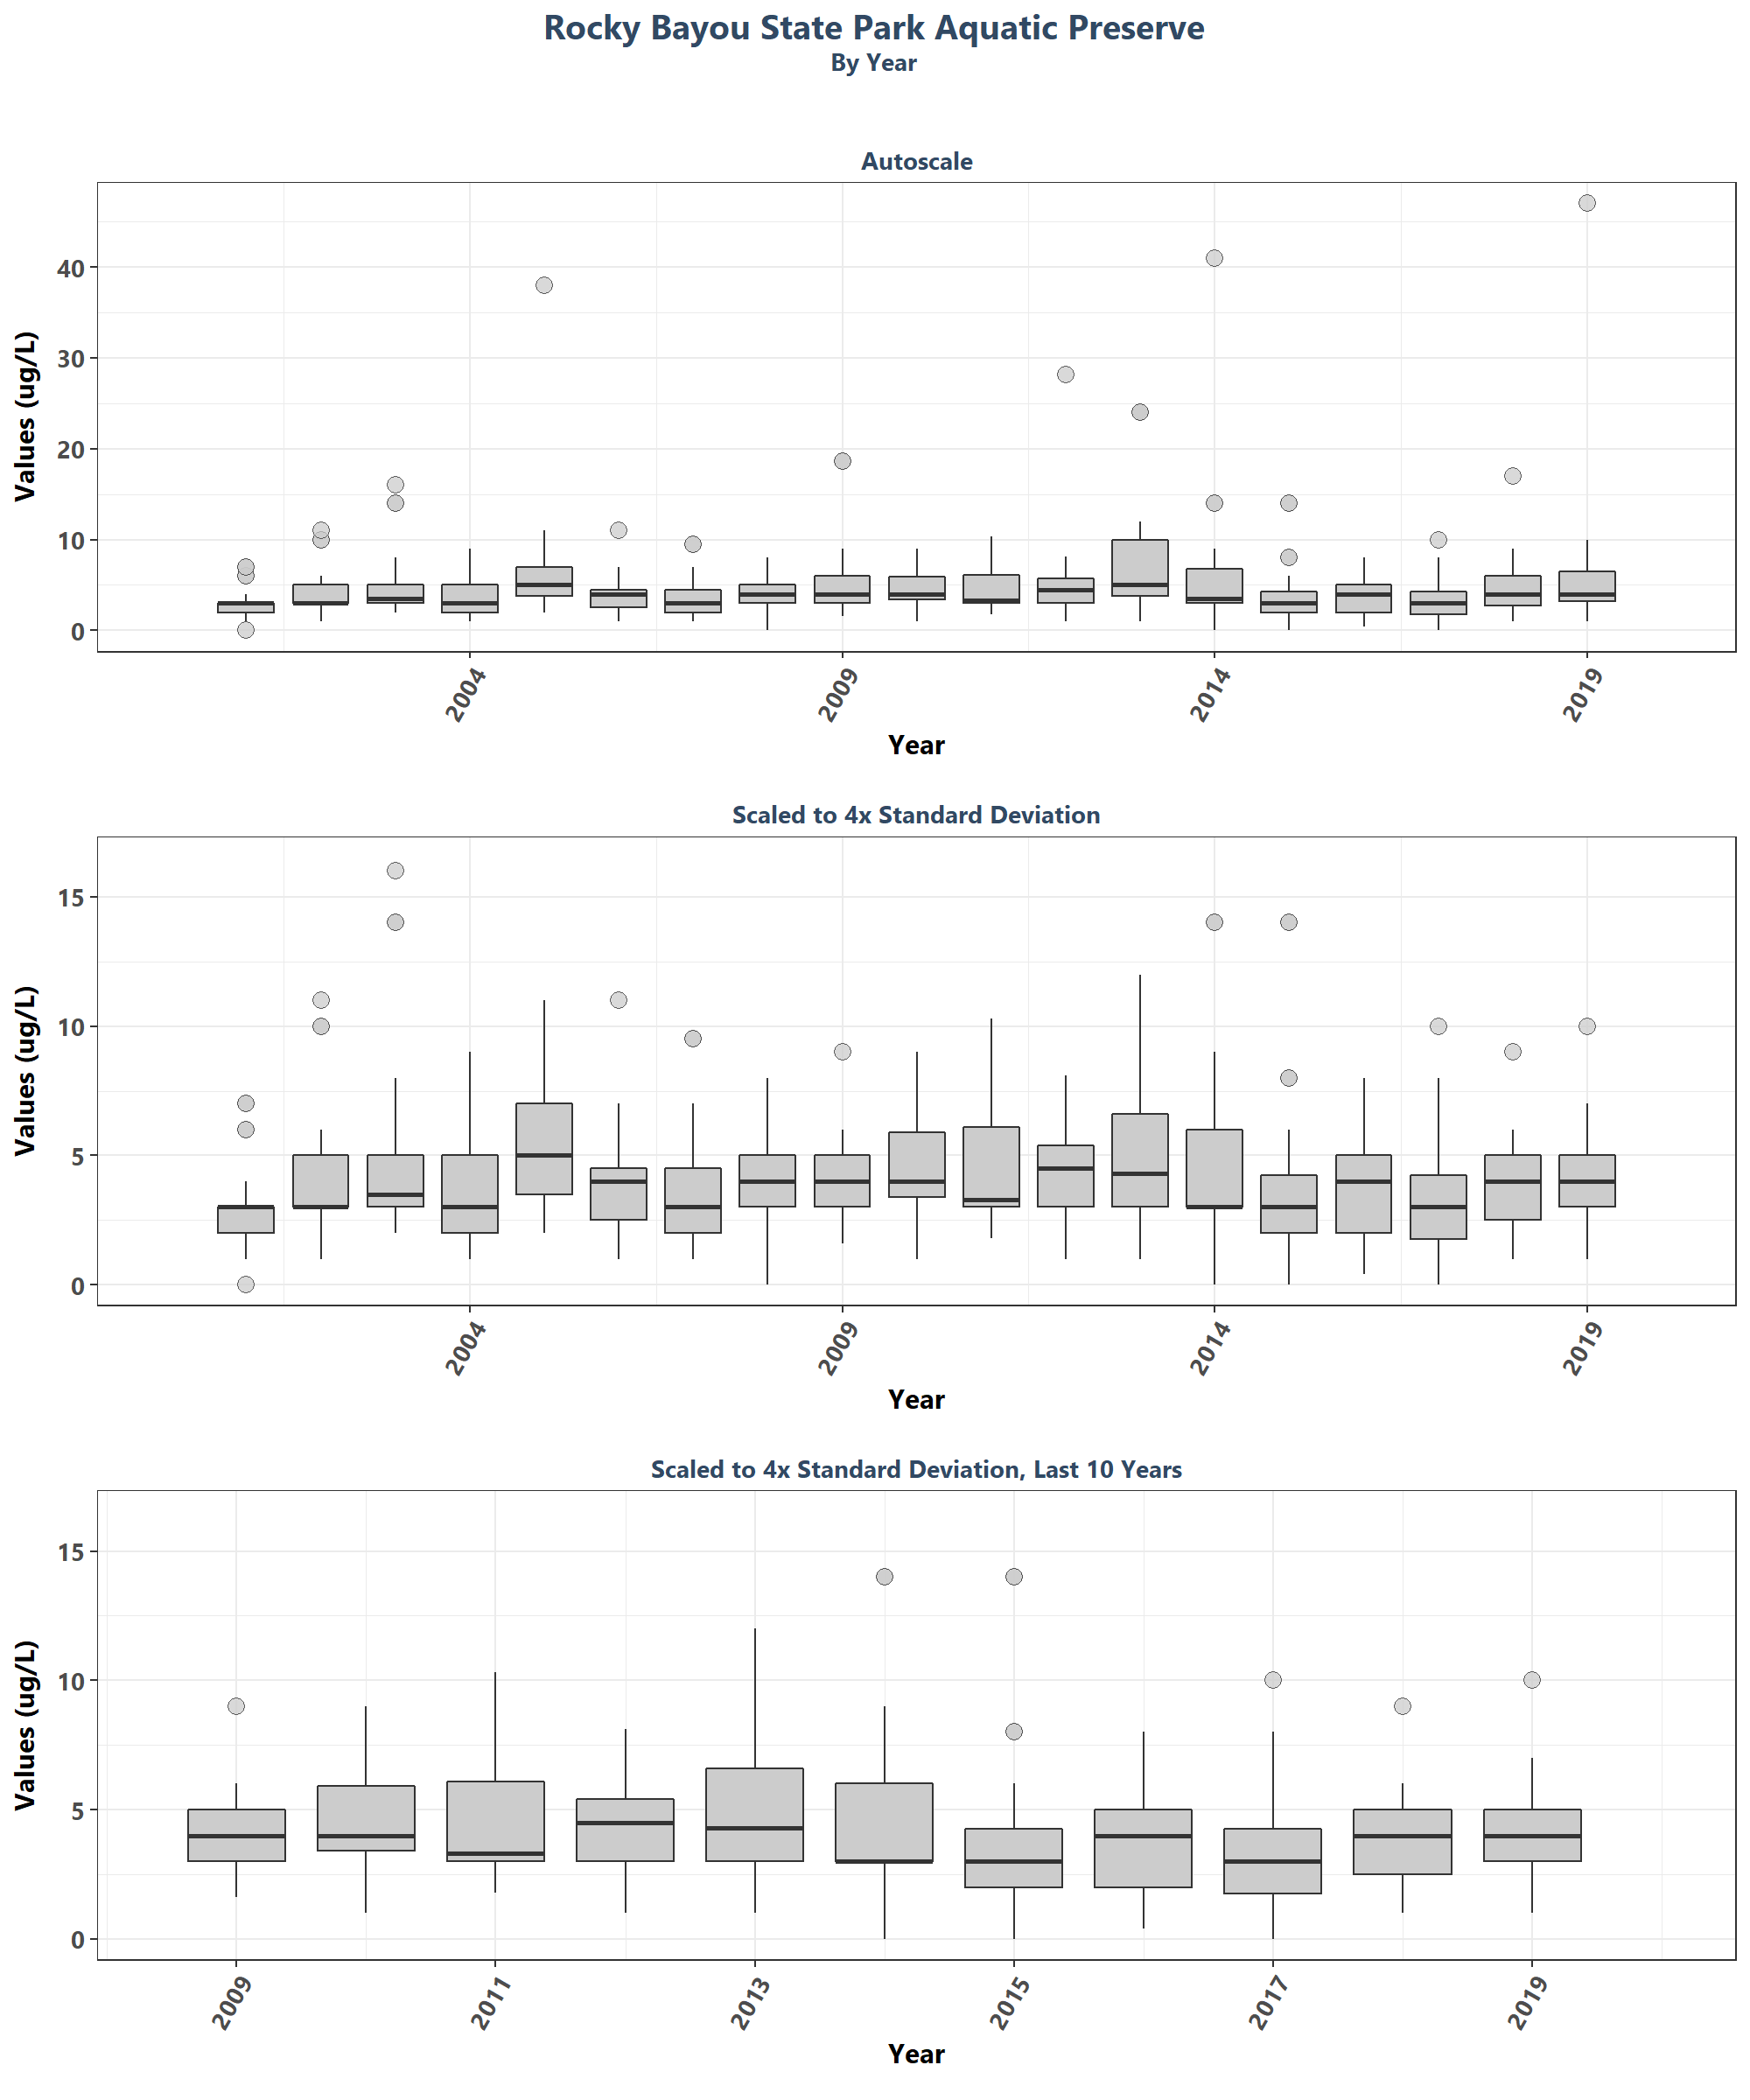 Rocky Bayou State Park Aquatic Preserve
By Year
Autoscale
Values (ug/L)
40
30
20
10
0
2004 2009 2014 2019
Year
Scaled to 4x Standard Deviation
Values (ug/L)
15
10
5
0
2004 2009 2014 2019
Year
Scaled to 4x Standard Deviation, Last 10 Years
Values (ug/L)
15
10
5
0
2009 2011 2013 2015 2017 2019
Year